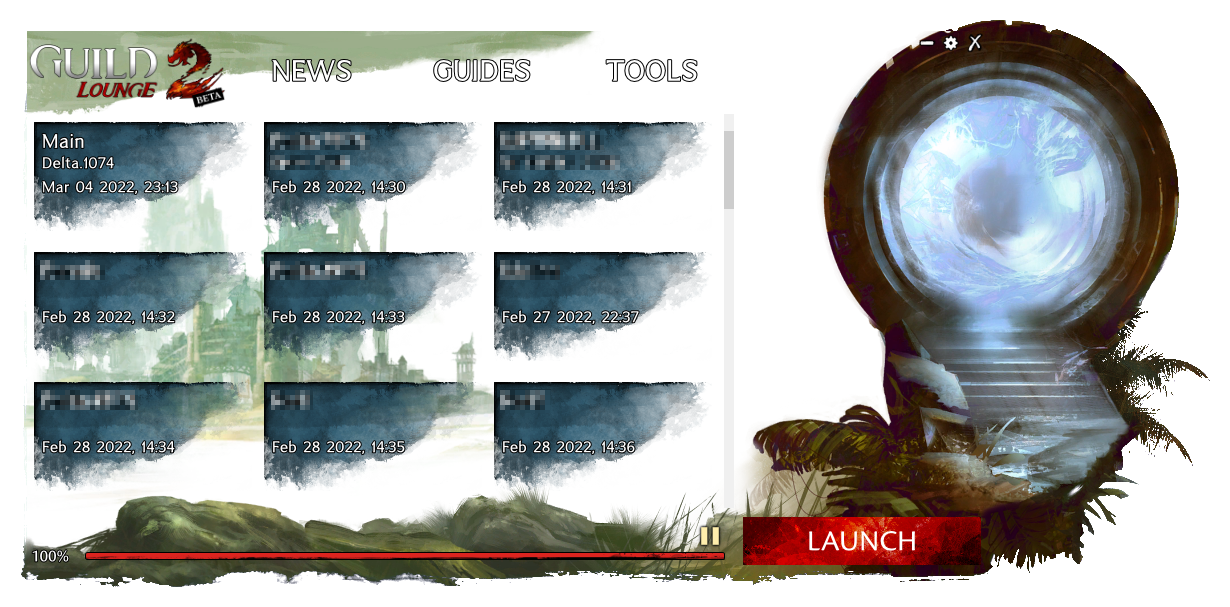 GUILD 2
LOUNGE
BETA
NEWS
GUIDES
TOOLS
X
Main
Delta.1074
Mar 04 2022, 23:13
Feb 28 2022, 14:30
Feb 28 2022, 14:31
Feb 28 2022, 14:32
Feb 28 2022, 14:33
Feb 27 2022, 22:37
Feb 28 2022, 14:34
Feb 28 2022, 14:35
Feb 28 2022, 14:36
100%
LAUNCH